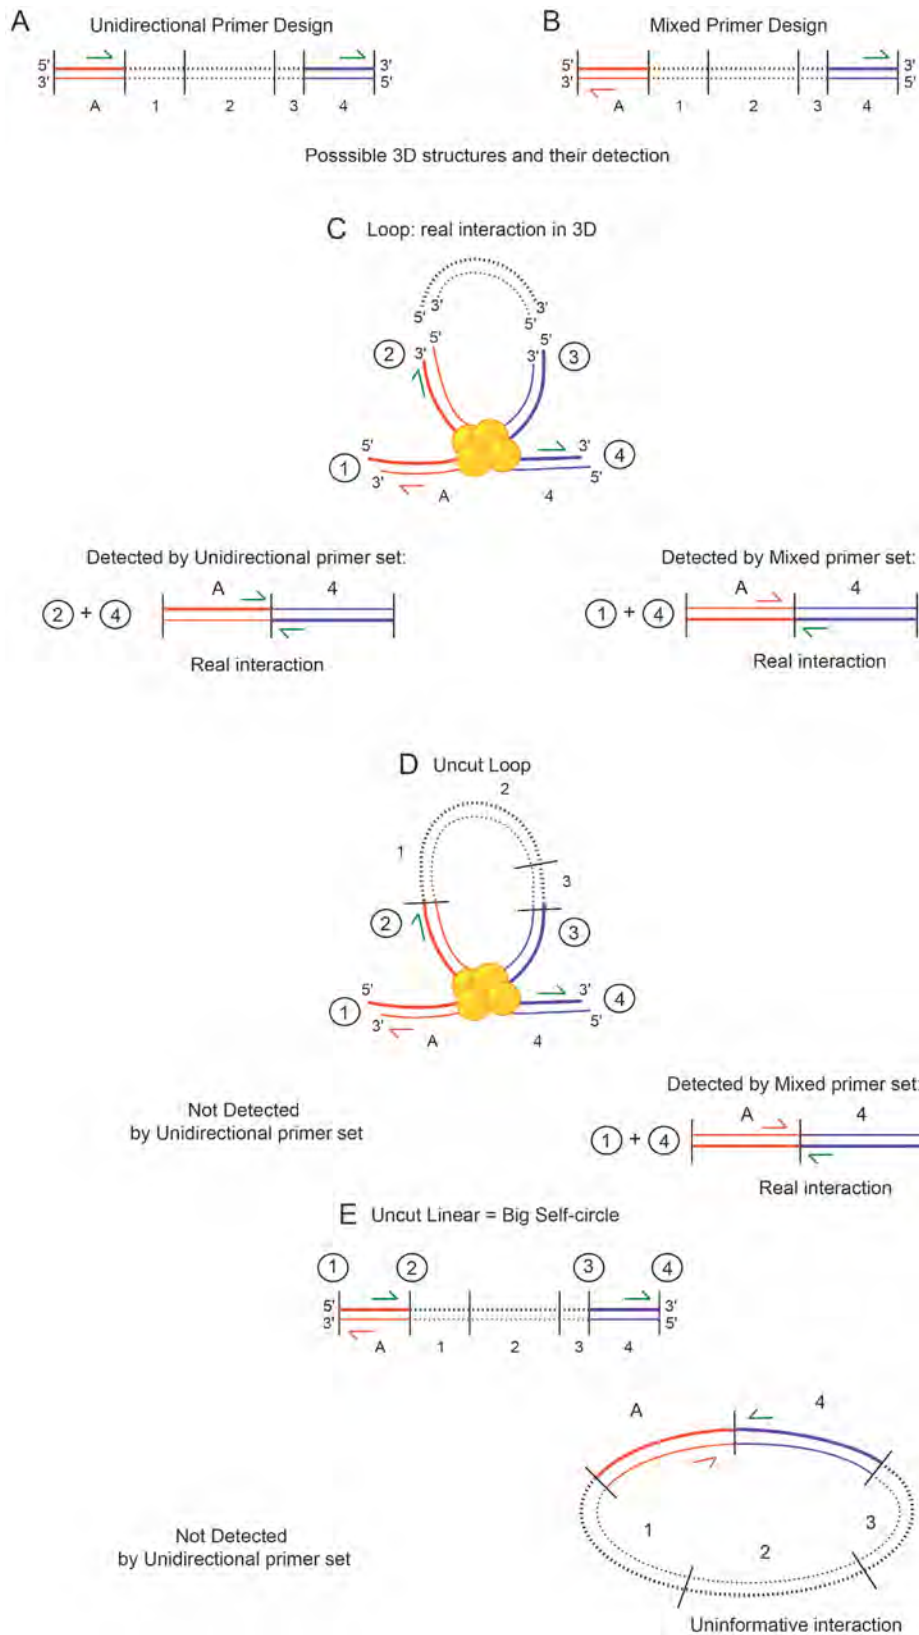 A Unidirectional Primer Design
B Mixed Primer Design
5' 3' 5' 3'
3' 5' 3' 5'
A 1 2 3 4 A 1 2 3 4
Posssible 3D structures and their detection
C Loop: real interaction in 3D
3' 3'
5' 5'
5' 5'
2 3' 3' 3
5' 3' 4
1 3' 5'
A 4
Detected by Unidirectional primer set:
A 4
2 + 4
Real interaction
Detected by Mixed primer set:
A 4
1 + 4
Real interaction
D Uncut Loop
2
1
3
2 3
5' 3' 4
1 3' 5'
A 4
Not Detected
by Unidirectional primer set
Detected by Mixed primer set:
A 4
1 + 4
Real interaction
E Uncut Linear = Big Self-circle
1 2 3 4
5' 3'
3' 5'
A 1 2 3 4
A 4
1 2 3
Not Detected
by Unidirectional primer set
Uninformative interaction